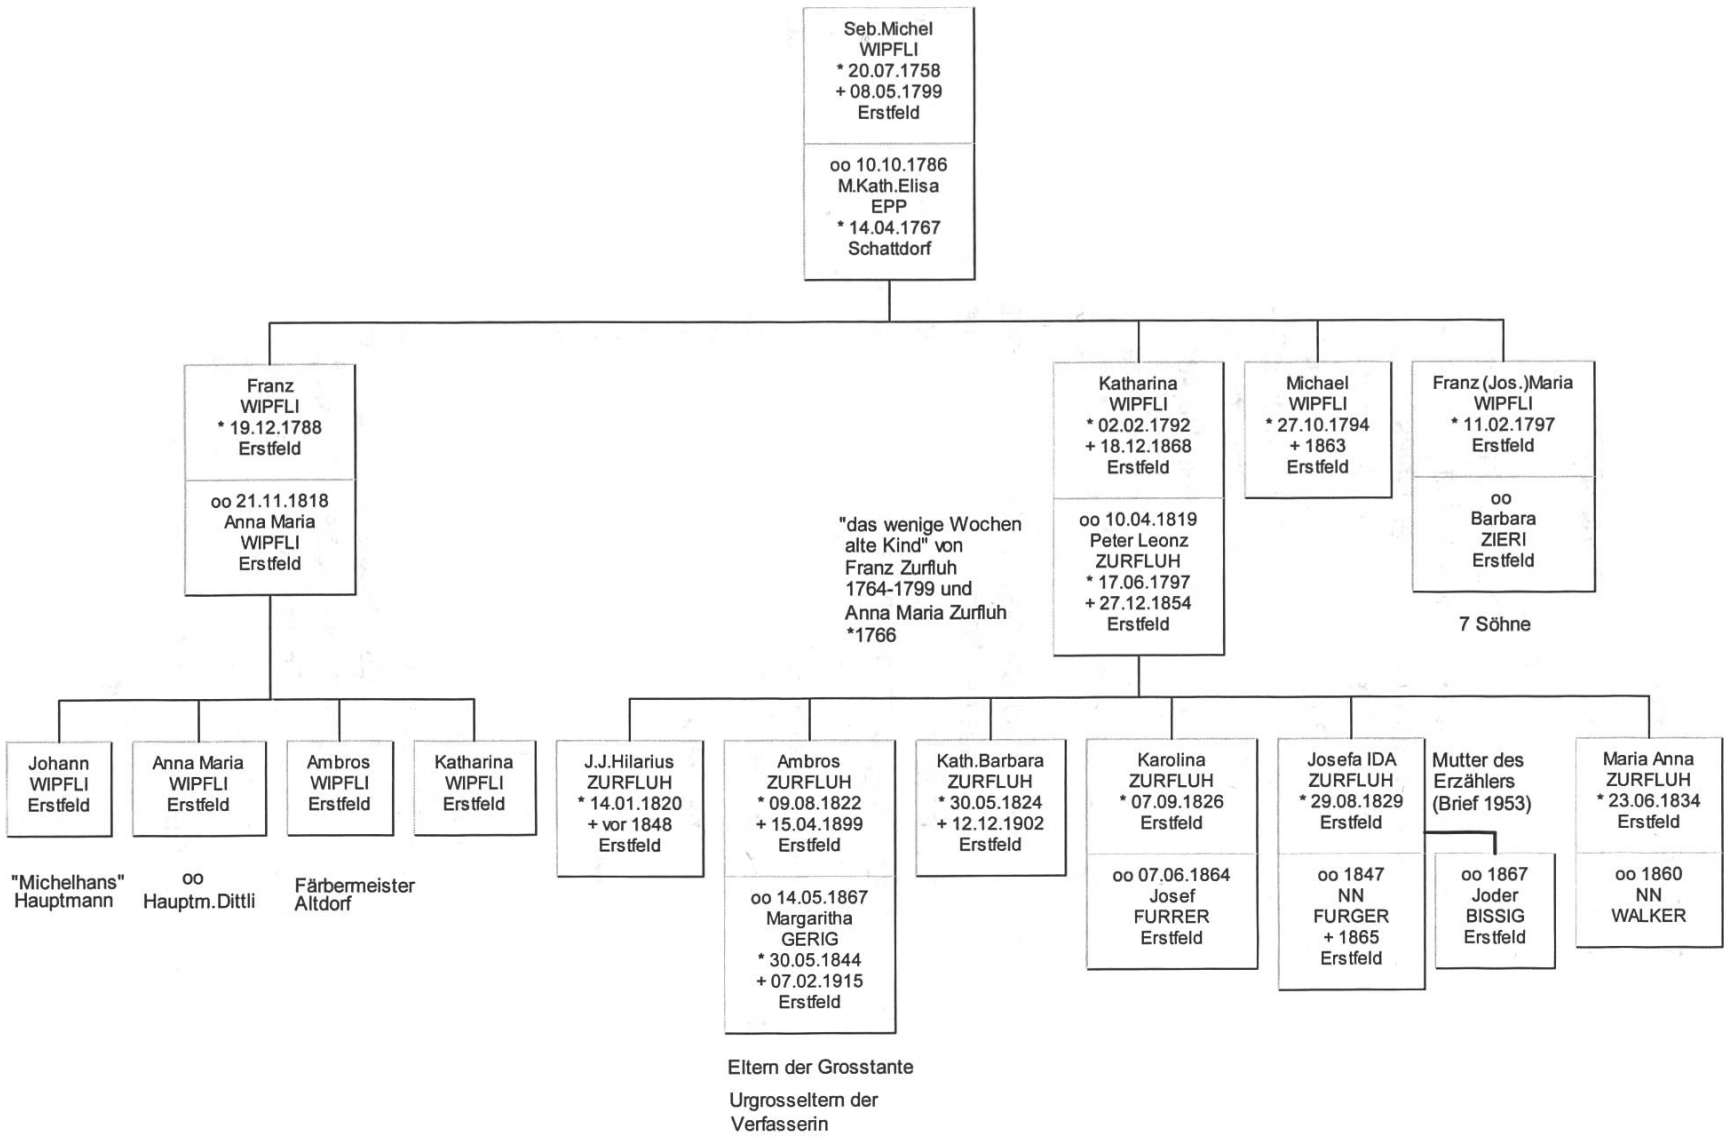 Seb.Michel
WIPFLI
* 20.07.1758
+ 08.05.1799
Erstfeld
oo 10.10.1786
M.Kath.Elisa
EPP
* 14.04.1767
Schattdorf
Franz
WIPFLI
* 19.12.1788
Erstfeld
oo 21.11.1818
Anna Maria
WIPFLI
Erstfeld
"das wenige Wochen
alte Kind" von
Franz Zurfluh
1764-1799 und
Anna Maria Zurfluh
*1766
Katharina
WIPFLI
* 02.02.1792
+ 18.12.1868
Erstfeld
oo 10.04.1819
Peter Leonz
ZURFLUH
* 17.06.1797
+ 27.12.1854
Erstfeld
Michael
WIPFLI
* 27.10.1794
+ 1863
Erstfeld
Franz (Jos.)Maria
WIPFLI
* 11.02.1797
Erstfeld
oo
Barbara
ZIERI
Erstfeld
7 Söhne
Johann
WIPFLI
Erstfeld
"Michelhans"
Hauptmann
Anna Maria
WIPFLI
Erstfeld
oo
Hauptm.Dittli
Ambros
WIPFLI
Erstfeld
Färbermeister
Altdorf
Katharina
WIPFLI
Erstfeld
J.J.Hilarius
ZURFLUH
* 14.01.1820
+ vor 1848
Erstfeld
Ambros
ZURFLUH
* 09.08.1822
+ 15.04.1899
Erstfeld
oo 14.05.1867
Margaritha
GERIG
* 30.05.1844
+ 07.02.1915
Erstfeld
Eltern der Grosstante
Urgrosseltern der
Verfasserin
Kath.Barbara
ZURFLUH
* 30.05.1824
+ 12.12.1902
Erstfeld
Karolina
ZURFLUH
* 07.09.1826
Erstfeld
oo 07.06.1864
Josef
FURRER
Erstfeld
Josefa IDA
ZURFLUH
* 29.08.1829
Erstfeld
oo 1847
NN
FURGER
+ 1865
Erstfeld
Mutter des
Erzählers
(Brief 1953)
oo 1867
Joder
BISSIG
Erstfeld
Maria Anna
ZURFLUH
* 23.06.1834
Erstfeld
oo 1860
NN
WALKER